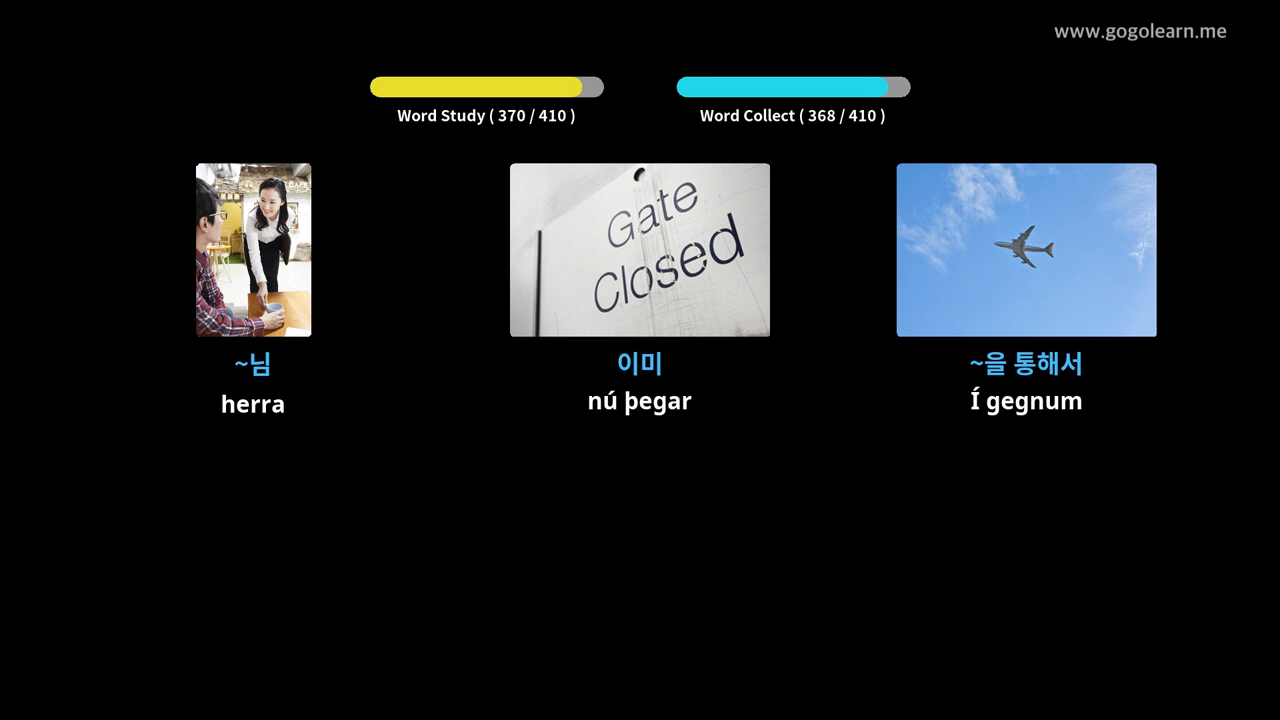 www.gogolearn.me
Word Study ( 370 / 410 )
Word Collect ( 368 / 410 )
Gate
Closed
~님
이미
~을 통해서
herra
nú þegar
Í gegnum